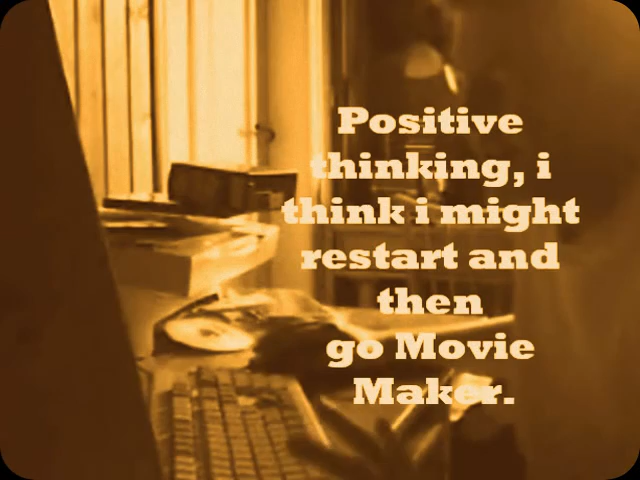 Positive
thinking, i
think i might
restart and
then
go Movie
Maker.